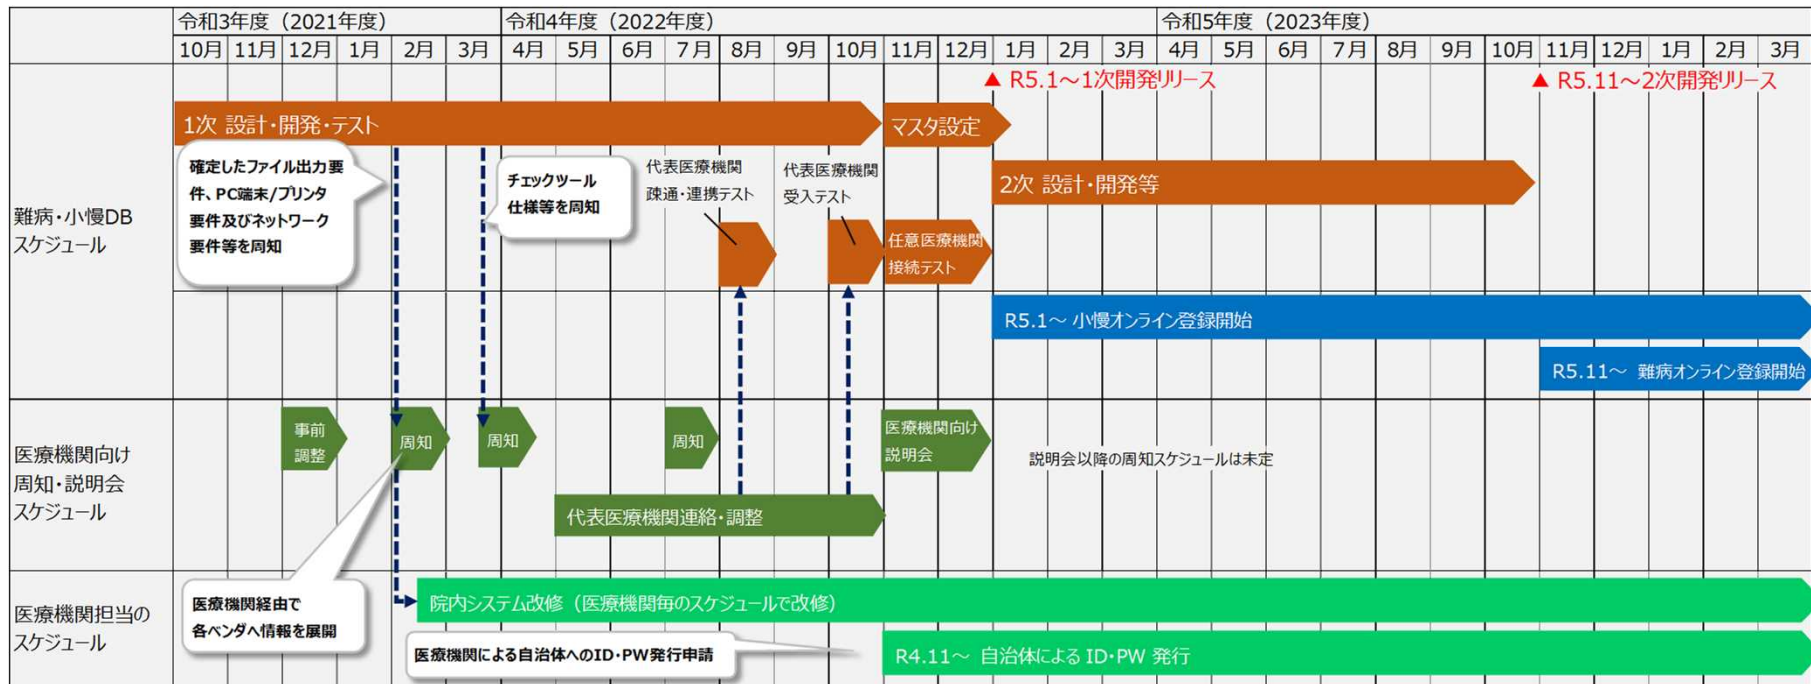 令和3年度（2021年度）
令和4年度（2022年度）
令和5年度（2023年度）
10月 11月 12月 1月 2月 3月 4月 5月 6月 7月 8月 9月 10月 11月 12月 1月 2月 3月 4月 5月 6月 7月 8月 9月 10月 11月 12月 1月 2月 3月
難病・小慢DB
スケジュール
▲ R5.1～1次開発リリース
▲ R5.11～2次開発リリース
1次 設計・開発・テスト
マスタ設定
確定したファイル出力要
件、PC端末/プリンタ
要件及びネットワーク
要件等を周知
チェックツール
仕様等を周知
代表医療機関
疎通・連携テスト
代表医療機関
受入テスト
2次 設計・開発等
任意医療機関
接続テスト
R5.1～ 小慢オンライン登録開始
R5.11～ 難病オンライン登録開始
医療機関向け
周知・説明会
スケジュール
事前
調整
周知
周知
周知
医療機関向け
説明会
説明会以降の周知スケジュールは未定
代表医療機関連絡・調整
医療機関担当の
スケジュール
医療機関経由で
各ベンダへ情報を展開
院内システム改修（医療機関毎のスケジュールで改修）
医療機関による自治体へのID・PW発行申請
R4.11～ 自治体による ID・PW 発行